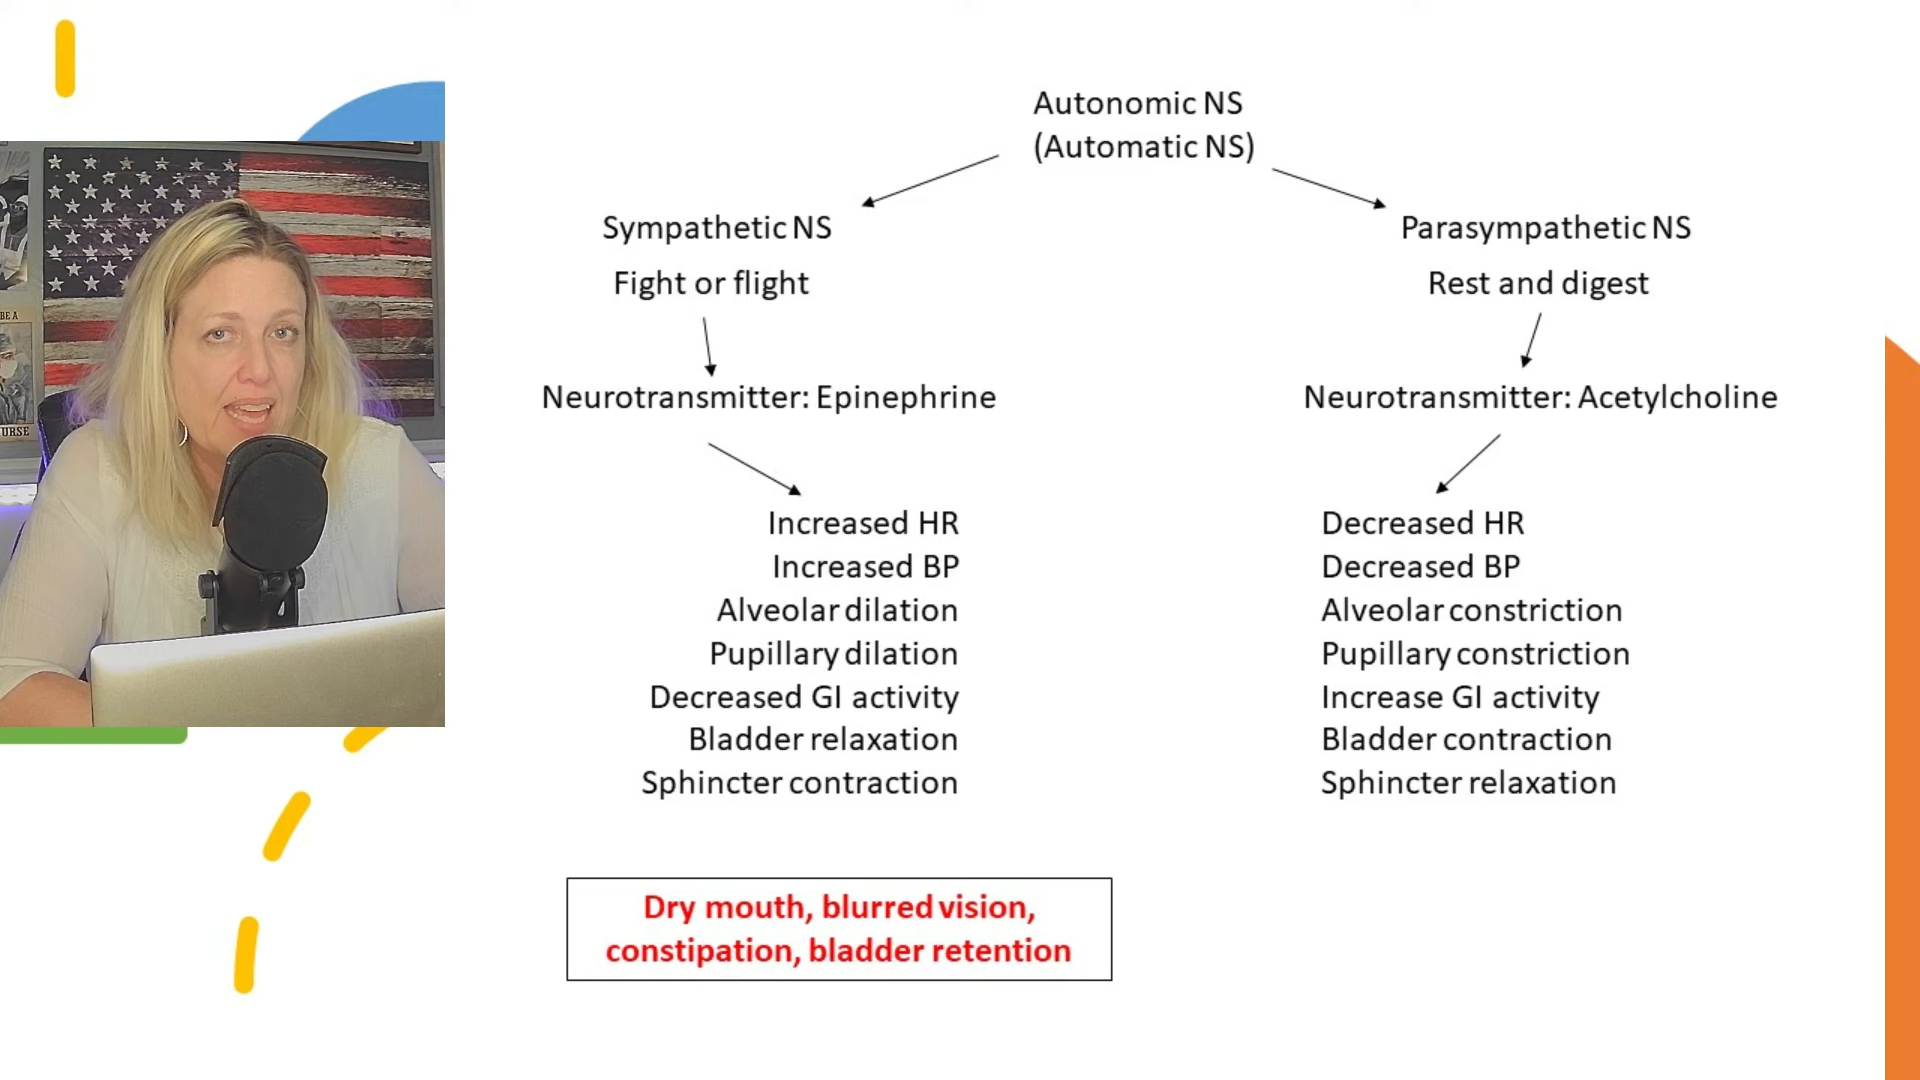 Autonomic NS
(Automatic NS)
Sympathetic NS
Fight or flight
Neurotransmitter: Epinephrine
Increased HR
Increased BP
Alveolar dilation
Pupillary dilation
Decreased GI activity
Bladder relaxation
Sphincter contraction
Dry mouth, blurred vision,
constipation, bladder retention
Parasympathetic NS
Rest and digest
Neurotransmitter: Acetylcholine
Decreased HR
Decreased BP
Alveolar constriction
Pupillary constriction
Increase GI activity
Bladder contraction
Sphincter relaxation
BE A